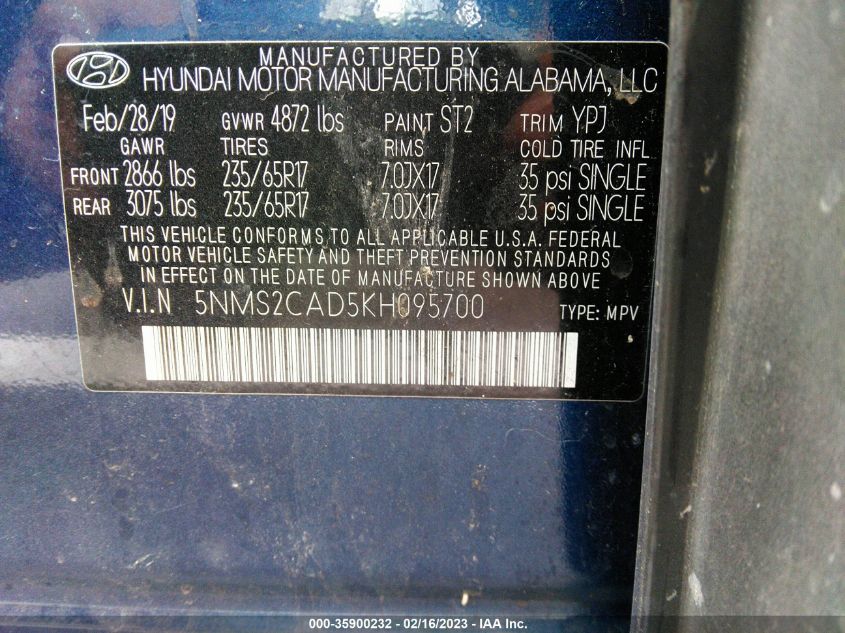 MANUFACTURED BY
HYUNDAI MOTOR MANUFACTURING ALABAMA, LLC
Feb/28/19 GVWR 4872 lbs PAINT ST2 TRIM YPJ
GAWR TIRES RIMS COLD TIRE INFL.
FRONT 2866 lbs 235/65R17 7.0JX17 35 psi SINGLE
REAR 3075 lbs 235/65R17 7.0JX17 35 psi SINGLE
THIS VEHICLE CONFORMS TO ALL APPLICABLE U.S.A. FEDERAL
MOTOR VEHICLE SAFETY AND THEFT PREVENTION STANDARDS
IN EFFECT ON THE DATE OF MANUFACTURE SHOWN ABOVE
V.I.N 5NMS2CAD5KH095700 TYPE: MPV
000-35900232 - 02/16/2023 - IAA Inc.